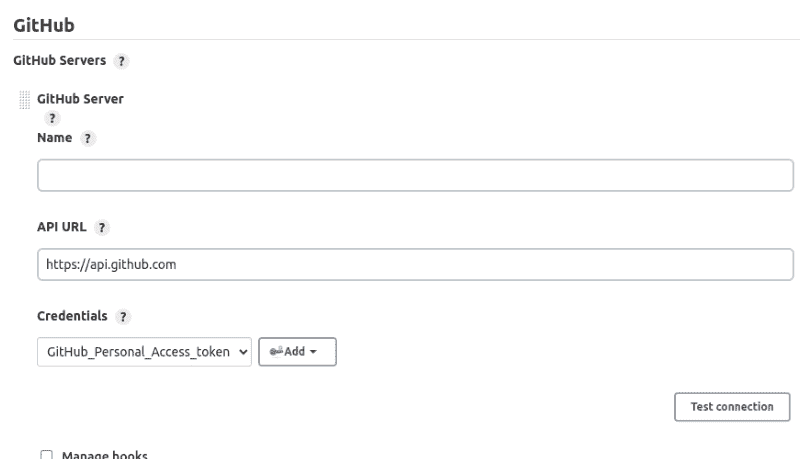 GitHub
GitHub Servers ?
GitHub Server
?
Name ?
API URL ?
https://api.github.com
Credentials ?
GitHub_Personal_Access_token Add
Test connection
Manage hooks